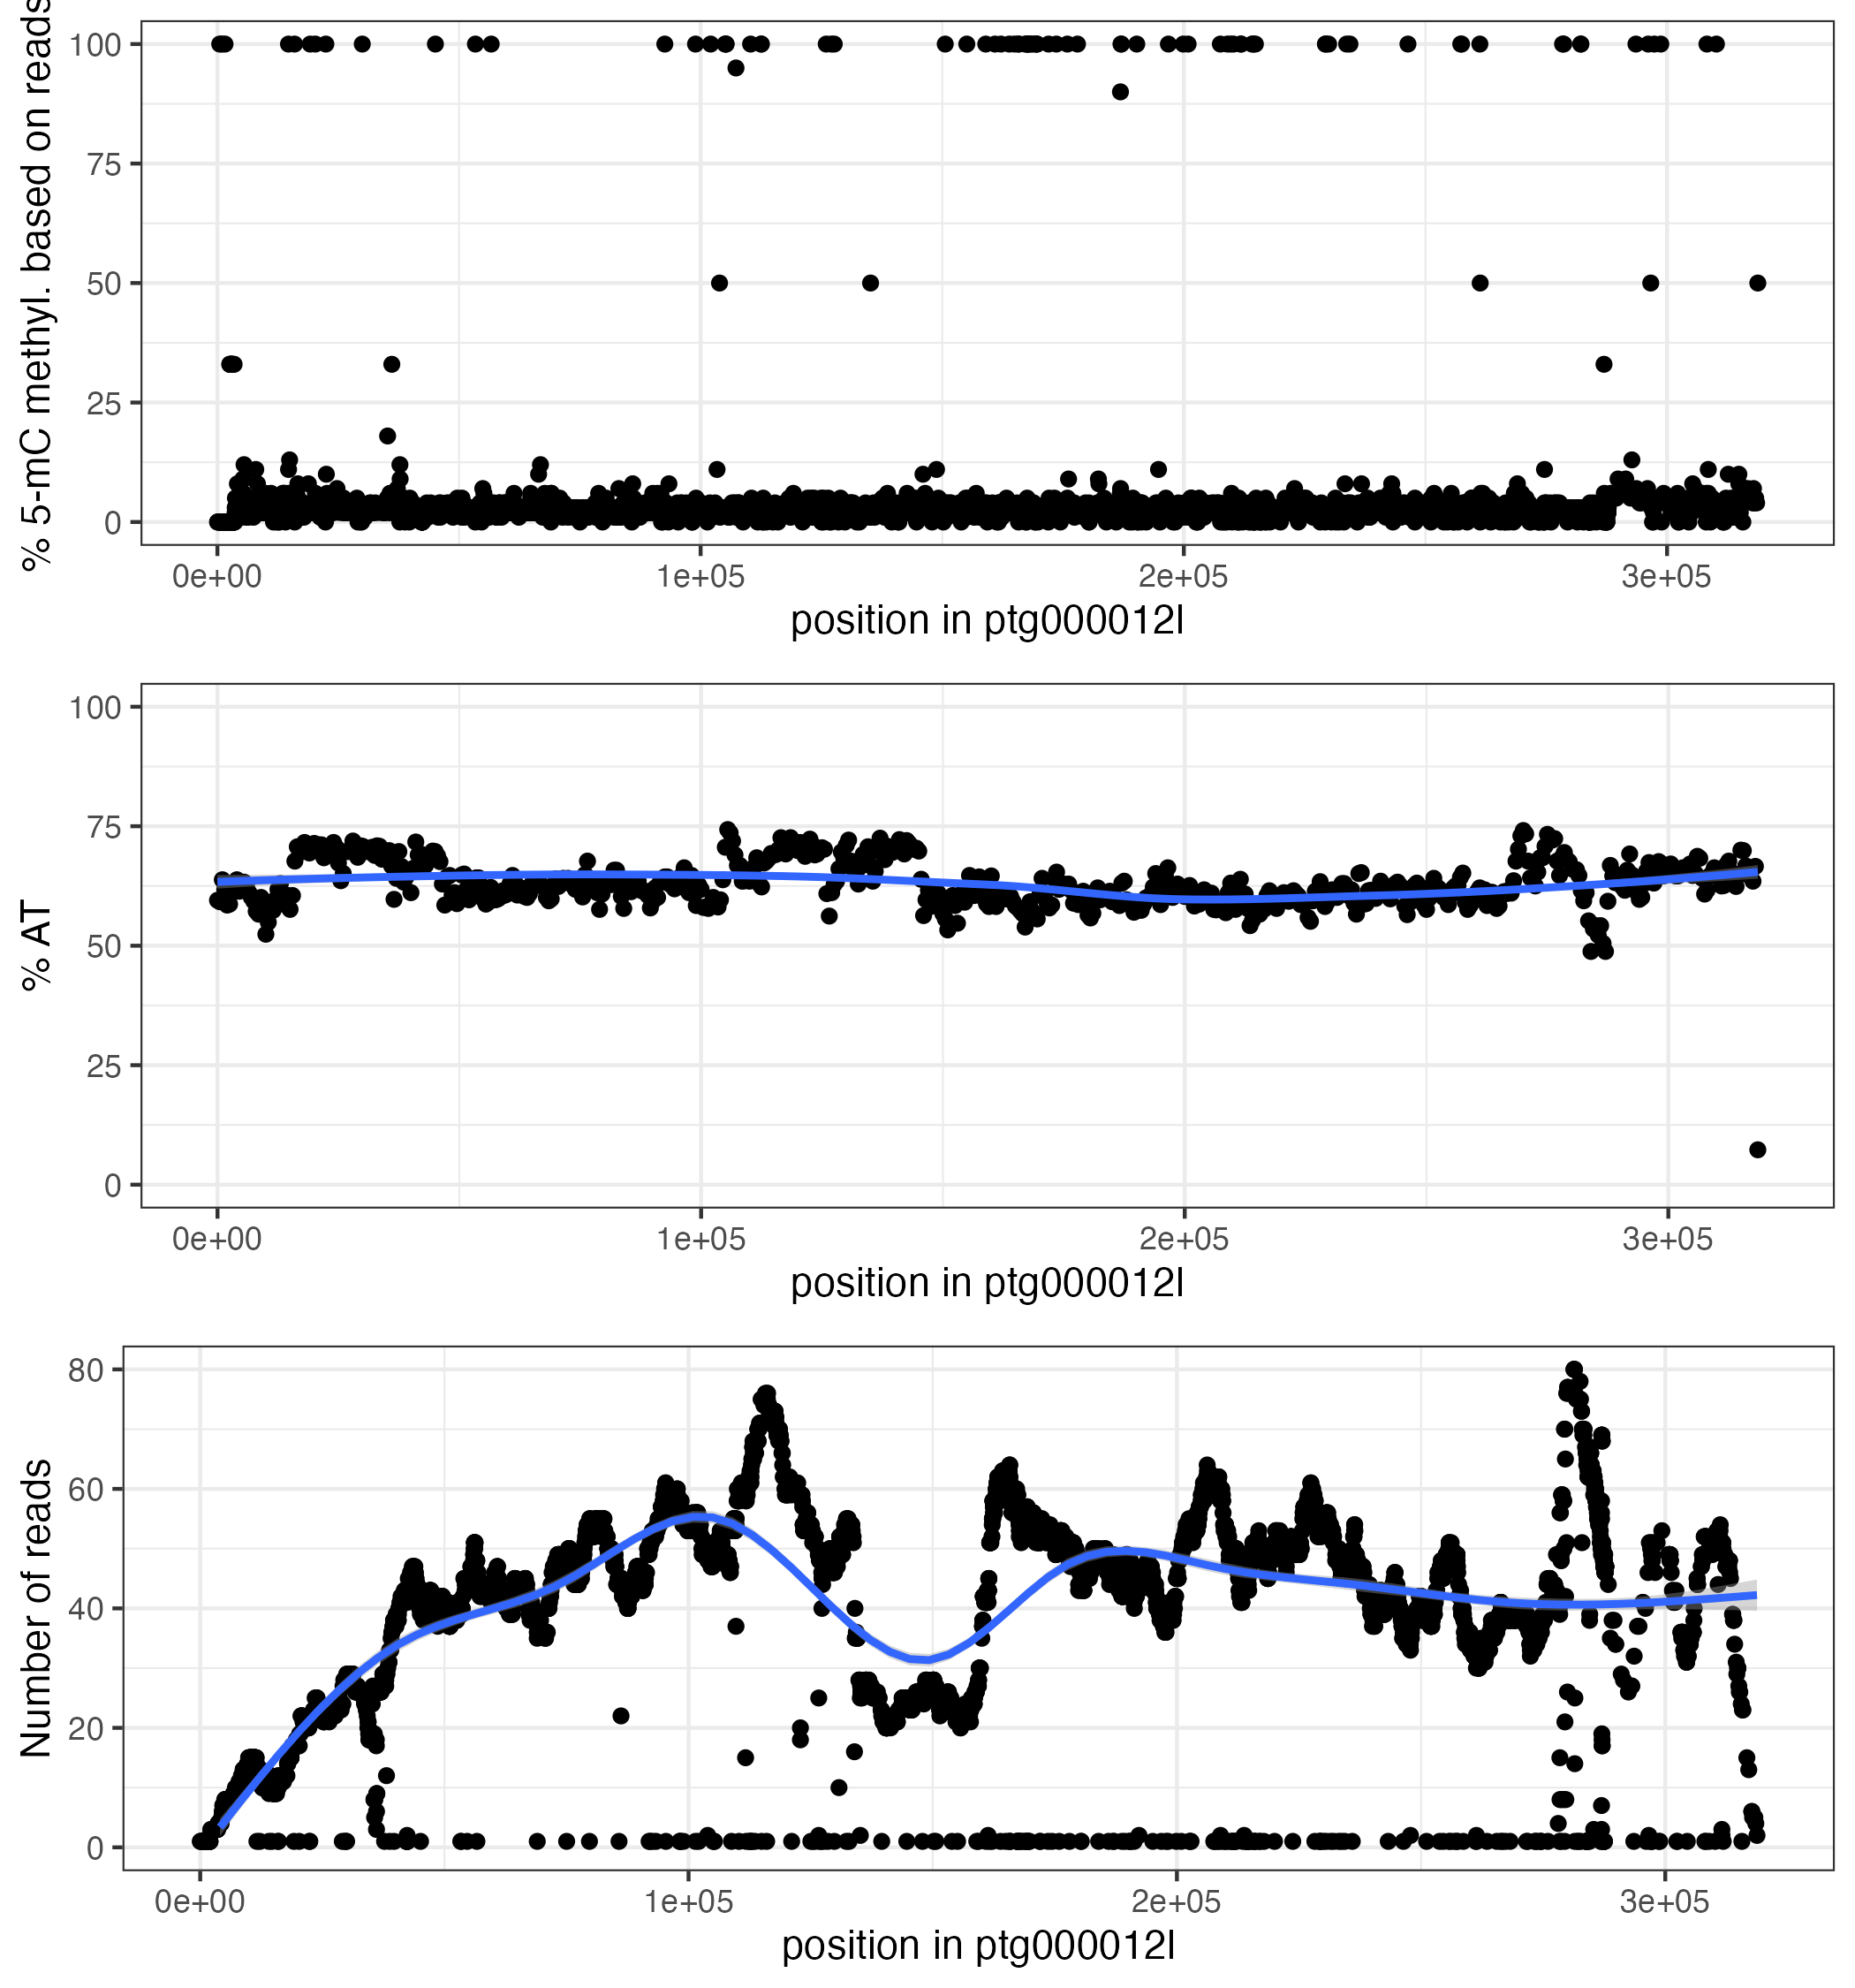 % 5-mC methyl. based on reads
100
75
50
25
0
0e+00 1e+05 2e+05 3e+05
position in ptg000012l
% AT
100
75
50
25
0
0e+00 1e+05 2e+05 3e+05
position in ptg000012l
Number of reads
80
60
40
20
0
0e+00 1e+05 2e+05 3e+05
position in ptg000012l